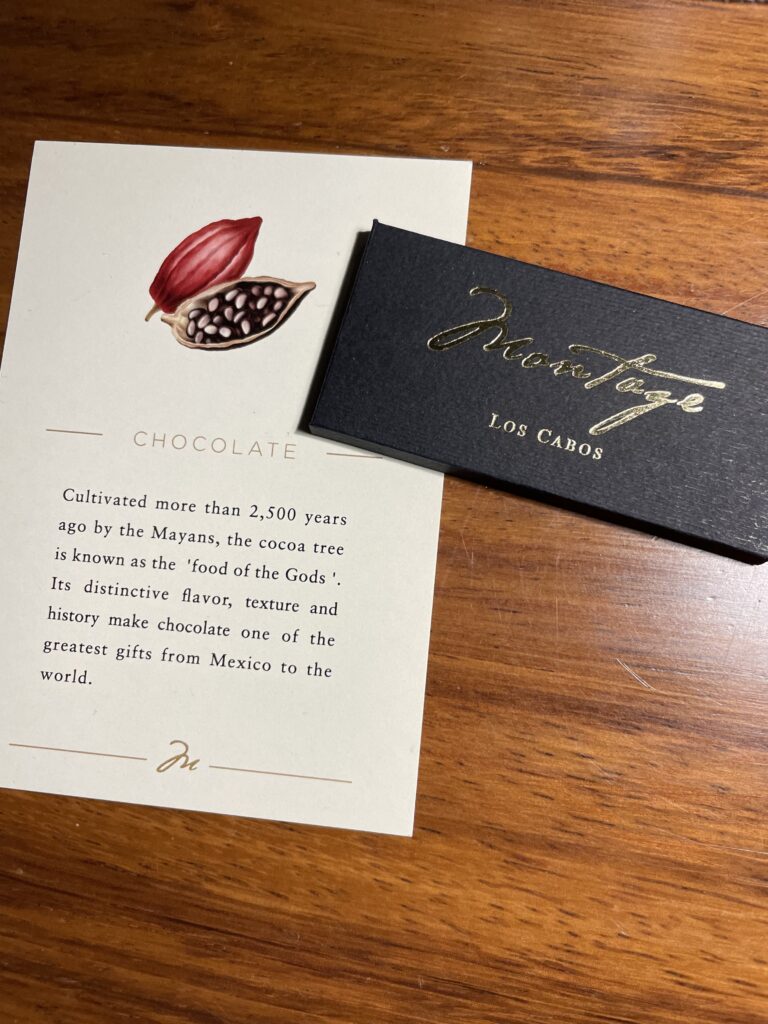 CHOCOLATE
Cultivated more than 2,500 years
ago by the Mayans, the cocoa tree
is known as the 'food of the Gods '.
Its distinctive flavor, texture and
history make chocolate one of the
greatest gifts from Mexico to the
world.
M
Montage
LOS CABOS